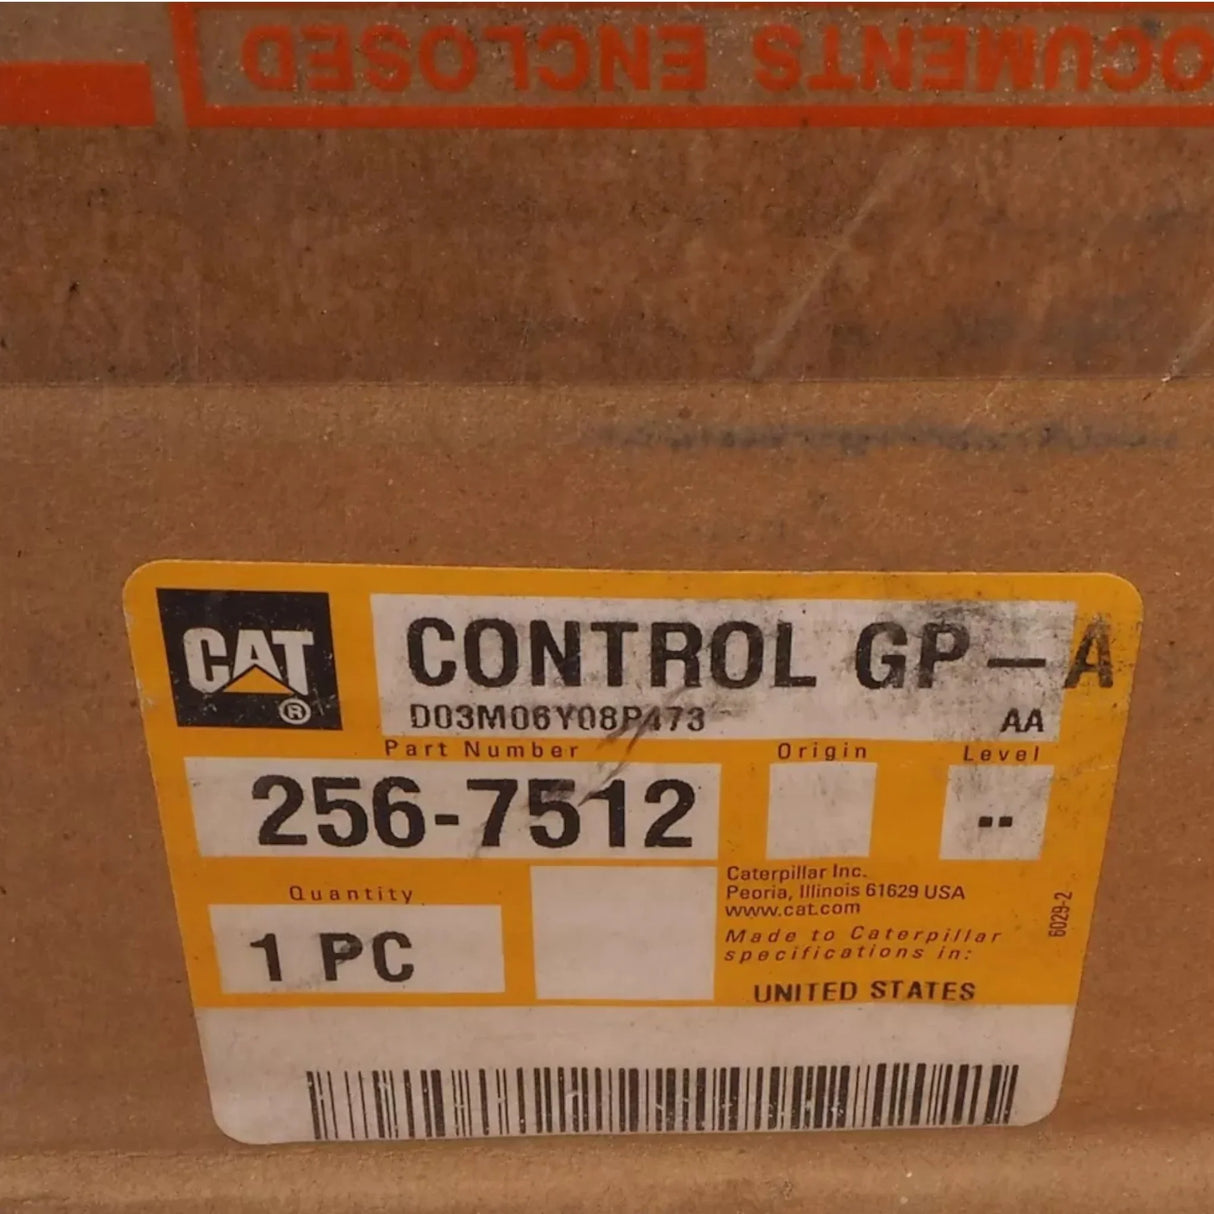 DOCUMENTS ENCLOSED
CAT
®
CONTROL GP - A
D03M06Y08P473
AA
Part Number
Origin
Level
256-7512
--
Quantity
1 PC
Caterpillar Inc.
Peoria, Illinois 61629 USA
www.cat.com
Made to Caterpillar
specifications in:
UNITED STATES
6029-2